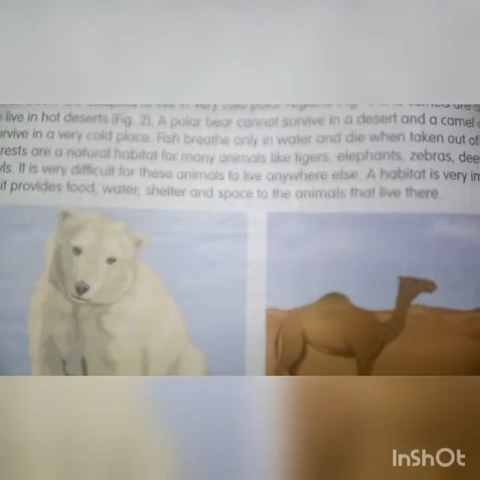 live in hot deserts (Fig. 2). A polar bear cannot survive in a desert and a camel
survive in a very cold place. Fish breathe only in water and die when taken out of
rests are a natural habitat for many animals like tigers, elephants, zebras, dee
ls. It is very difficult for these animals to live anywhere else. A habitat is very im
it provides food, water, shelter and space to the animals that live there.
InShOt